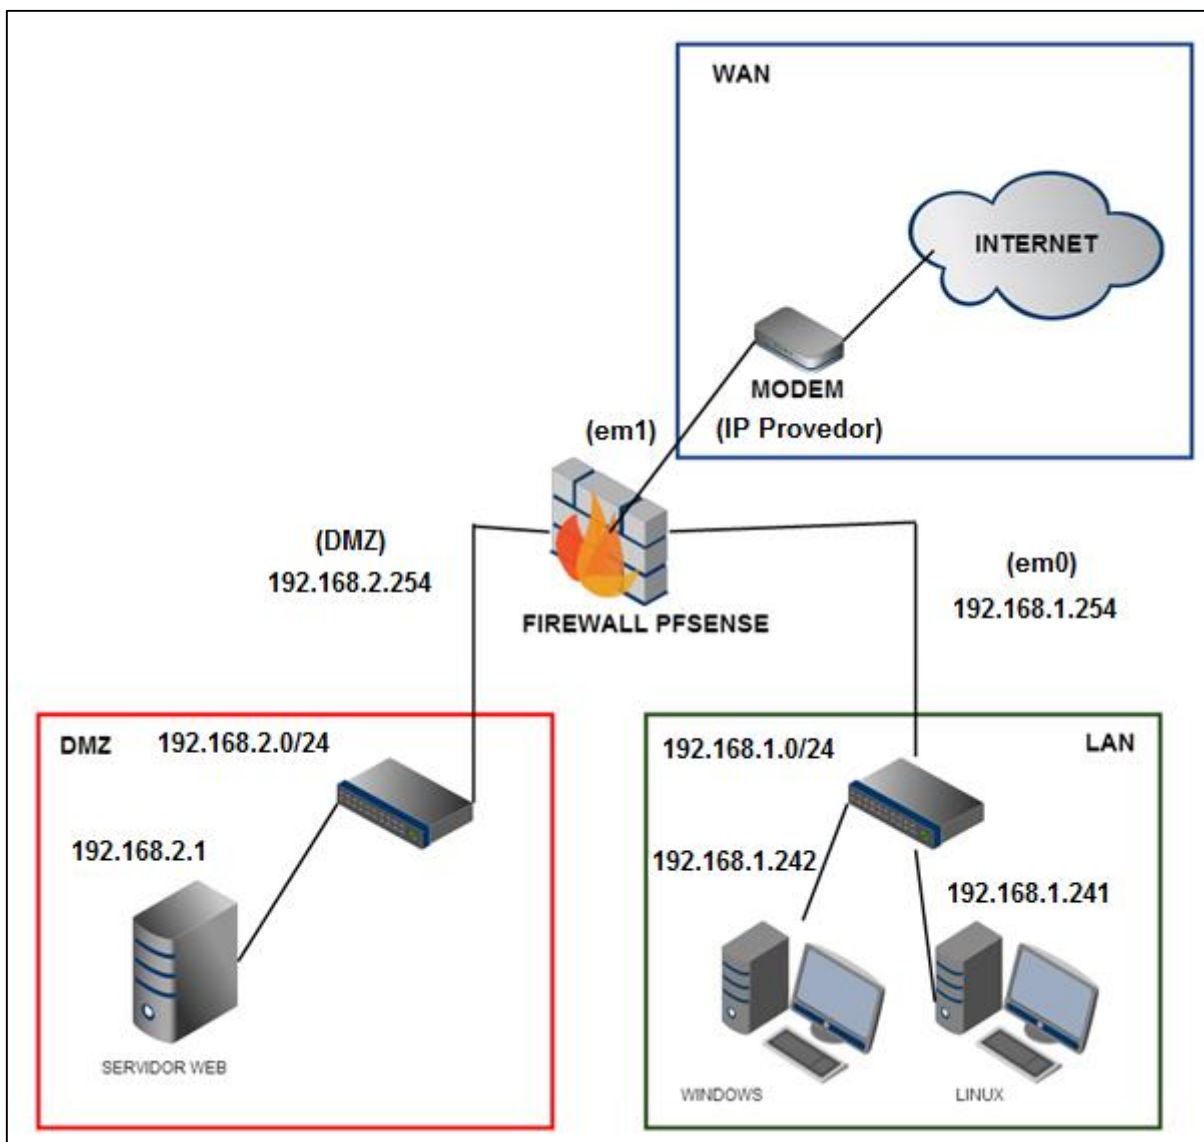 WAN
INTERNET
MODEM
(IP Provedor)
(em1)
(DMZ)
192.168.2.254
FIREWALL PFSENSE
(em0)
192.168.1.254
DMZ
192.168.2.0/24
192.168.2.1
SERVIDOR WEB
192.168.1.0/24
LAN
192.168.1.242
192.168.1.241
WINDOWS
LINUX